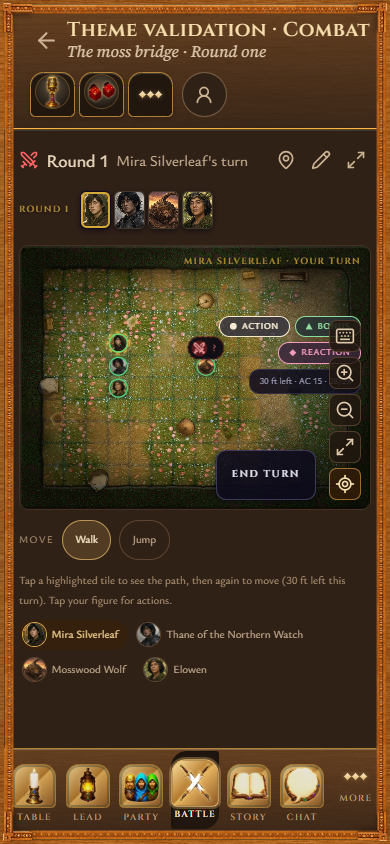 THEME VALIDATION · COMBAT
The moss bridge · Round one
Round 1 Mira Silverleaf's turn
ROUND 1
MIRA SILVERLEAF · YOUR TURN
ACTION
REACTION
30 ft left · AC 15 ·
END TURN
MOVE Walk Jump
Tap a highlighted tile to see the path, then again to move (30 ft left this
turn). Tap your figure for actions.
Mira Silverleaf Thane of the Northern Watch
Mosswood Wolf Elowen
TABLE LEAD PARTY BATTLE STORY CHAT MORE